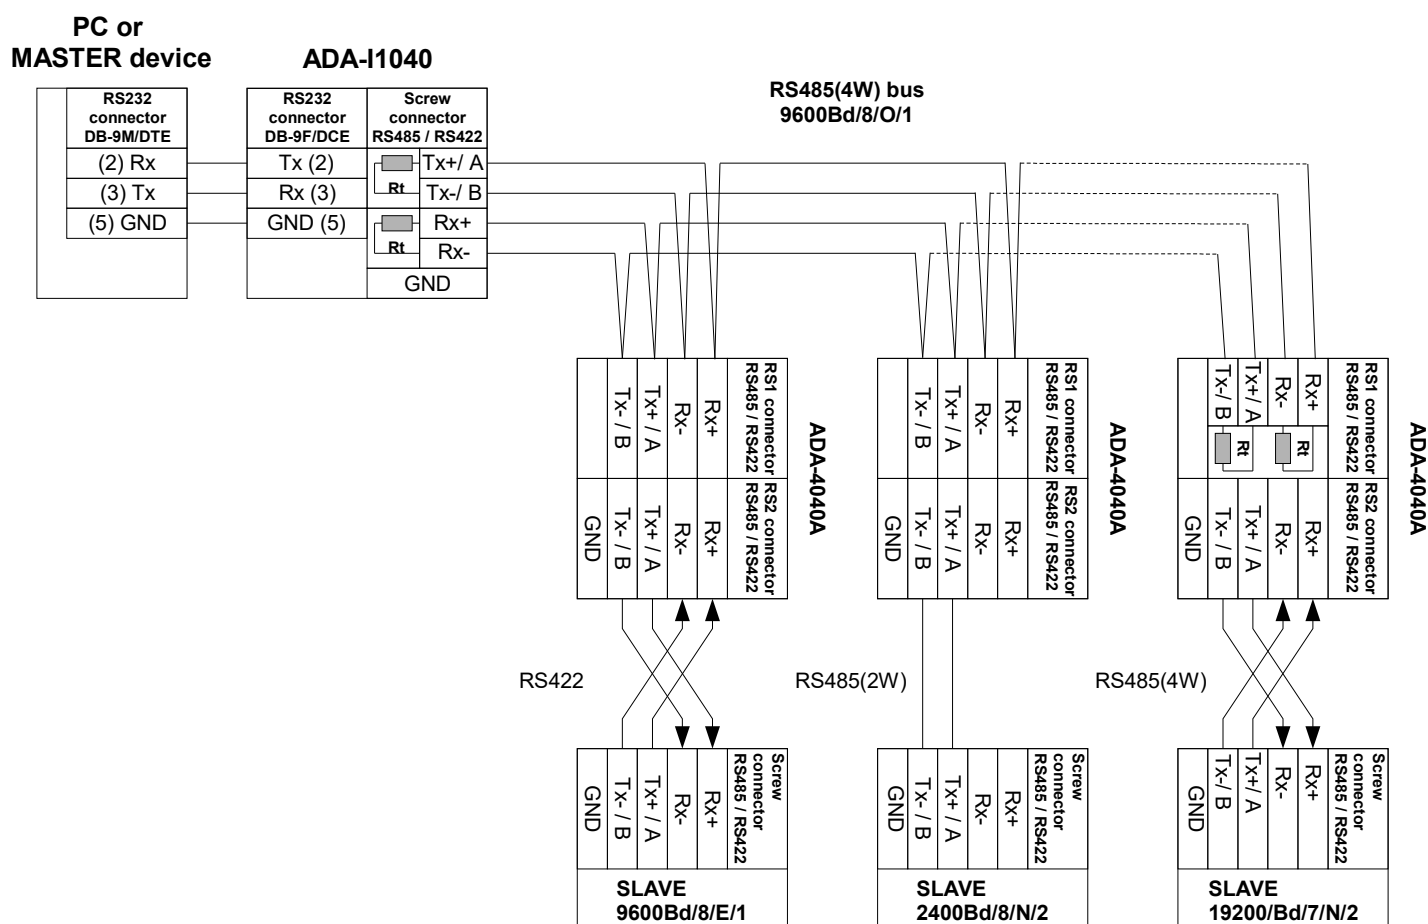 PC or
MASTER device
ADA-I1040
RS485(4W) bus
9600Bd/8/O/1
RS232
connector
DB-9M/DTE
(2) Rx
(3) Tx
(5) GND
RS232
connector
DB-9F/DCE
Tx (2)
Rx (3)
GND (5)
Screw
connector
RS485 / RS422
Rt
Tx+/ A
Tx-/ B
Rt
Rx+
Rx-
GND
RS1 connector
RS485 / RS422
Rx+
Rx-
Tx+ / A
Tx- / B
RS2 connector
RS485 / RS422
Rx+
Rx-
Tx+ / A
Tx- / B
GND
ADA-4040A
RS1 connector
RS485 / RS422
Rx+
Rx-
Tx+ / A
Tx- / B
RS2 connector
RS485 / RS422
Rx+
Rx-
Tx+ / A
Tx- / B
GND
ADA-4040A
RS1 connector
RS485 / RS422
Rx+
Rx-
Tx+/ A
Tx-/ B
Rt
Rt
RS2 connector
RS485 / RS422
Rx+
Rx-
Tx+ / A
Tx- / B
GND
ADA-4040A
RS422
RS485(2W)
RS485(4W)
Screw
connector
RS485 / RS422
Rx+
Rx-
Tx+ / A
Tx- / B
GND
SLAVE
9600Bd/8/E/1
Screw
connector
RS485 / RS422
Rx+
Rx-
Tx+ / A
Tx- / B
GND
SLAVE
2400Bd/8/N/2
Screw
connector
RS485 / RS422
Rx+
Rx-
Tx+/ A
Tx-/ B
GND
SLAVE
19200/Bd/7/N/2